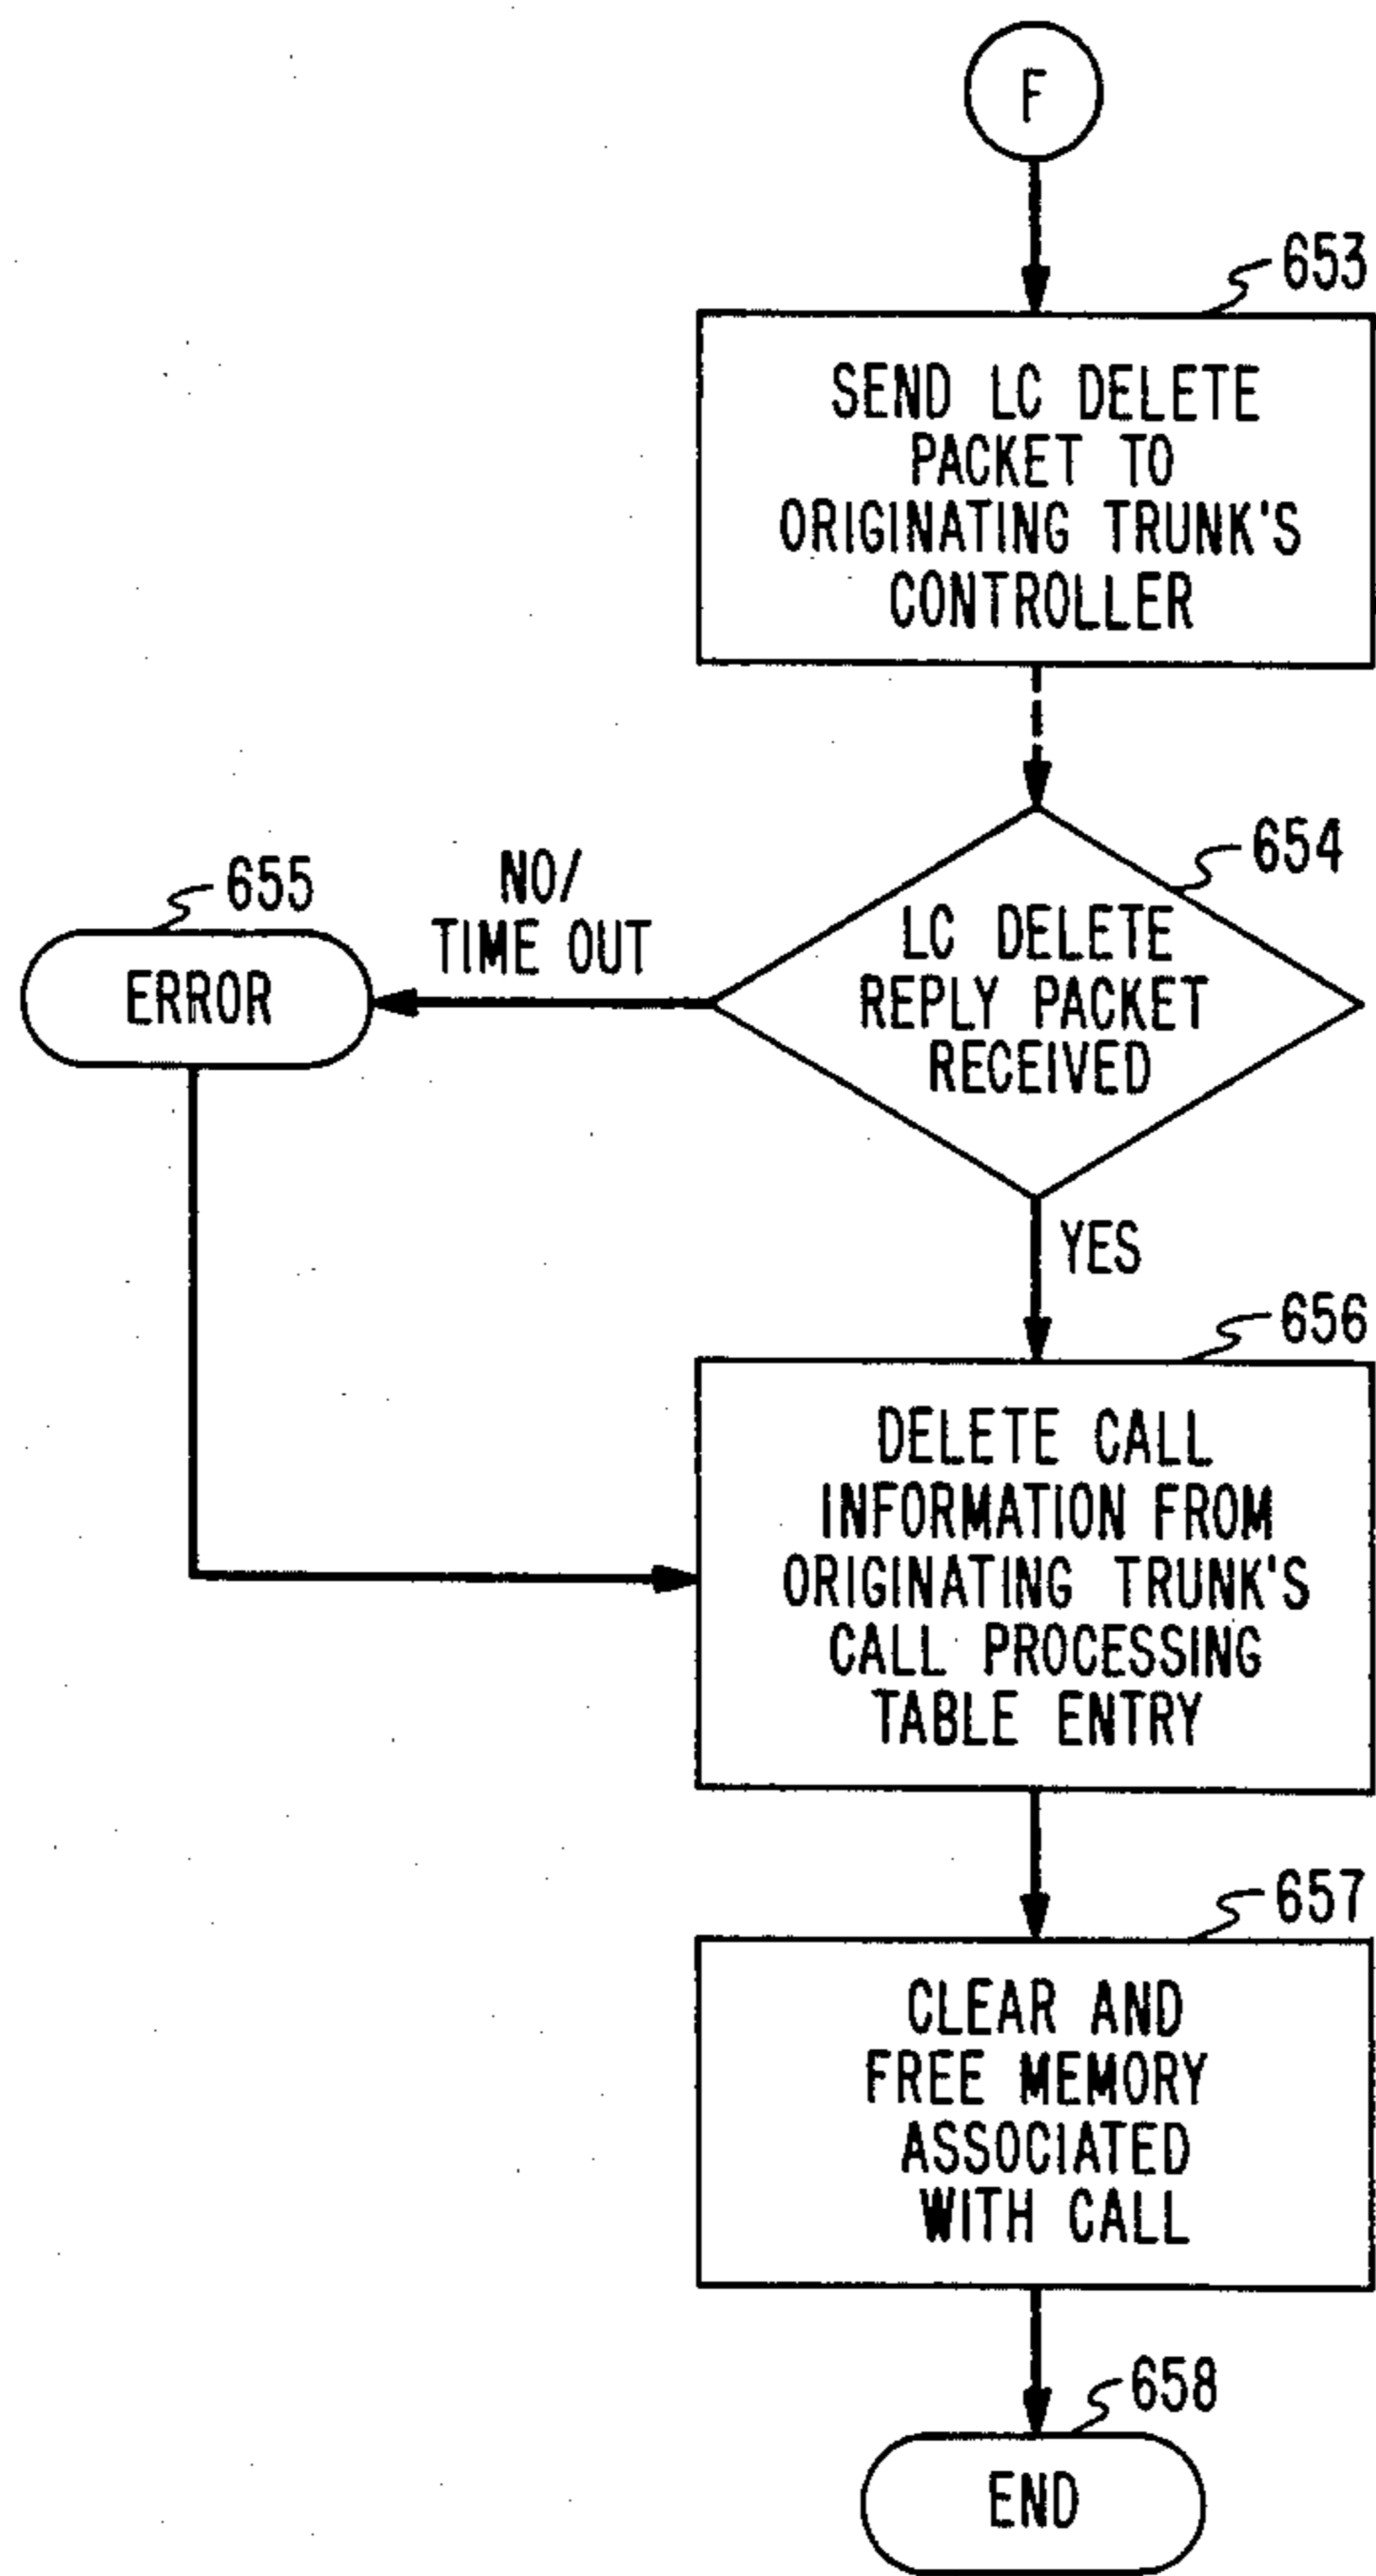 F
653
SEND LC DELETE
PACKET TO
ORIGINATING TRUNK'S
CONTROLLER
654
LC DELETE
REPLY PACKET
RECEIVED
NO/
TIME OUT
655
ERROR
YES
656
DELETE CALL
INFORMATION FROM
ORIGINATING TRUNK'S
CALL PROCESSING
TABLE ENTRY
657
CLEAR AND
FREE MEMORY
ASSOCIATED
WITH CALL
658
END